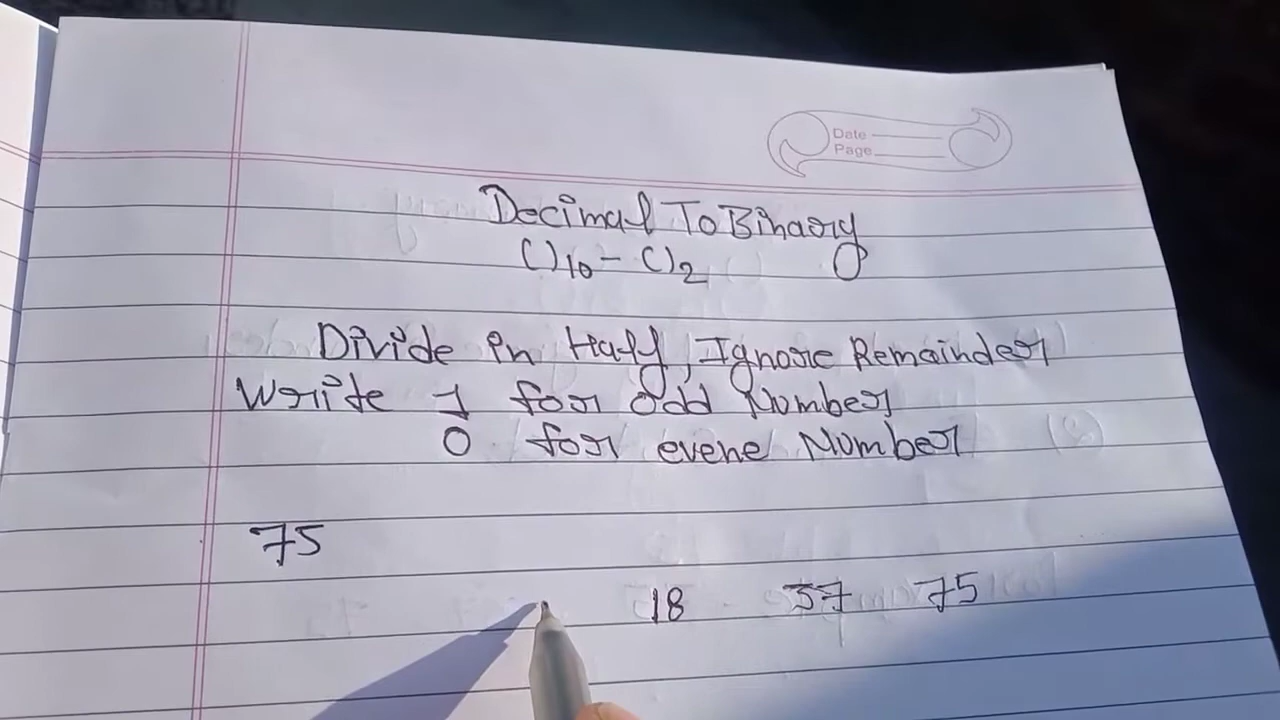 Date
Page
Decimal To Binary
()10 - ()2
Divide in Half, Ignore Remainder
Write 1 for odd Number
0 for evene Number
75
18 37 75